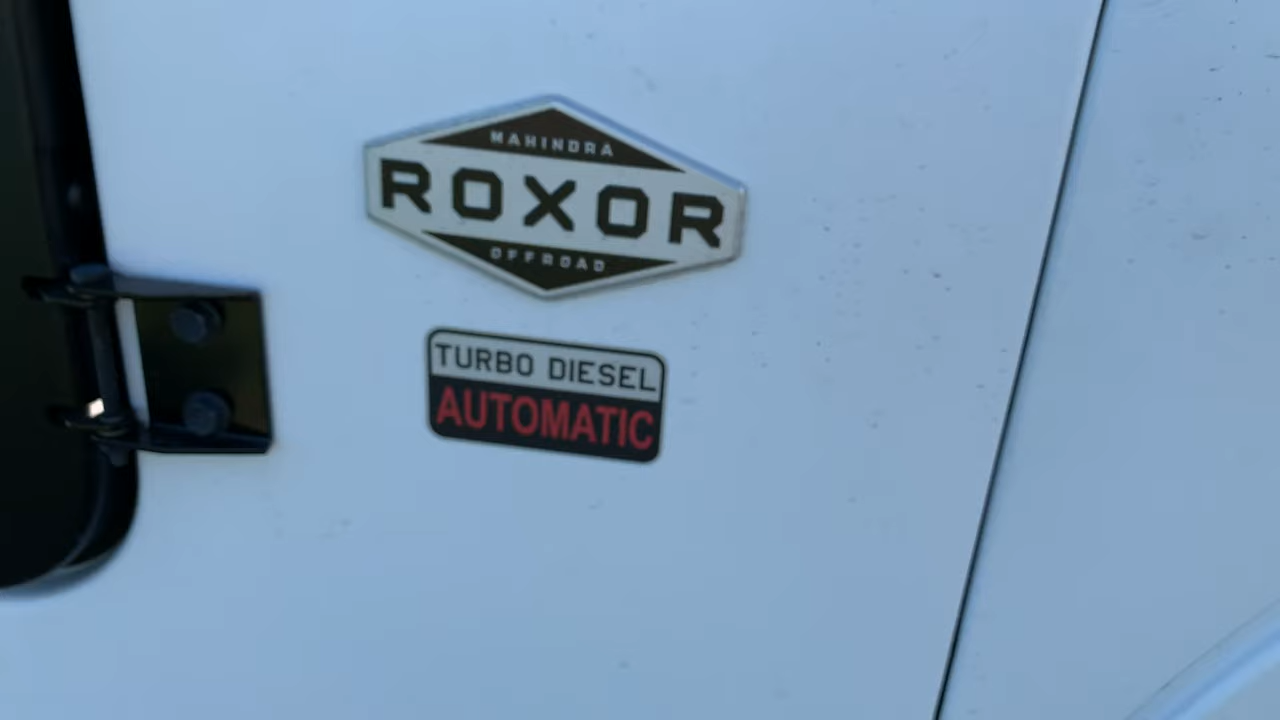 MAHINDRA
ROXOR
OFFROAD
TURBO DIESEL
AUTOMATIC